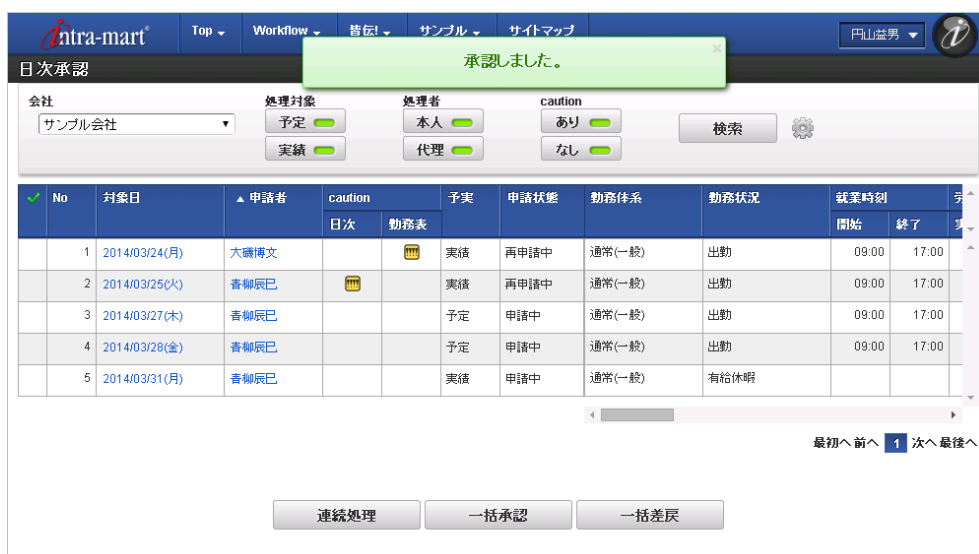 intra-mart® Top Workflow 皆伝! サンプル サイトマップ 円山益男
承認しました。
日次承認
会社 処理対象 処理者 caution
サンプル会社 予定 本人 あり 検索
実績 代理 なし
No 対象日 ▲申請者 caution 予実 申請状態 勤務体系 勤務状況 就業時刻
日次 勤務表 開始 終了
1 2014/03/24(月) 大磯博文 実績 再申請中 通常(一般) 出勤 09:00 17:00
2 2014/03/25(火) 青柳辰巳 実績 再申請中 通常(一般) 出勤 09:00 17:00
3 2014/03/27(木) 青柳辰巳 予定 申請中 通常(一般) 出勤 09:00 17:00
4 2014/03/28(金) 青柳辰巳 予定 申請中 通常(一般) 出勤 09:00 17:00
5 2014/03/31(月) 青柳辰巳 実績 申請中 通常(一般) 有給休暇
最初へ 前へ 1 次へ 最後へ
連続処理 一括承認 一括差戻